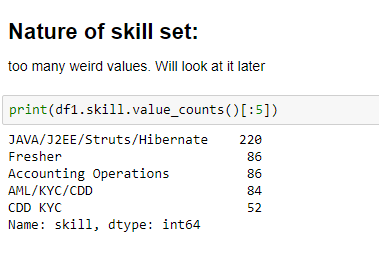 Nature of skill set:
too many weird values. Will look at it later
print(df1.skill.value_counts()[:5])
JAVA/J2EE/Struts/Hibernate    220
Fresher                        86
Accounting Operations          86
AML/KYC/CDD                    84
CDD KYC                        52
Name: skill, dtype: int64